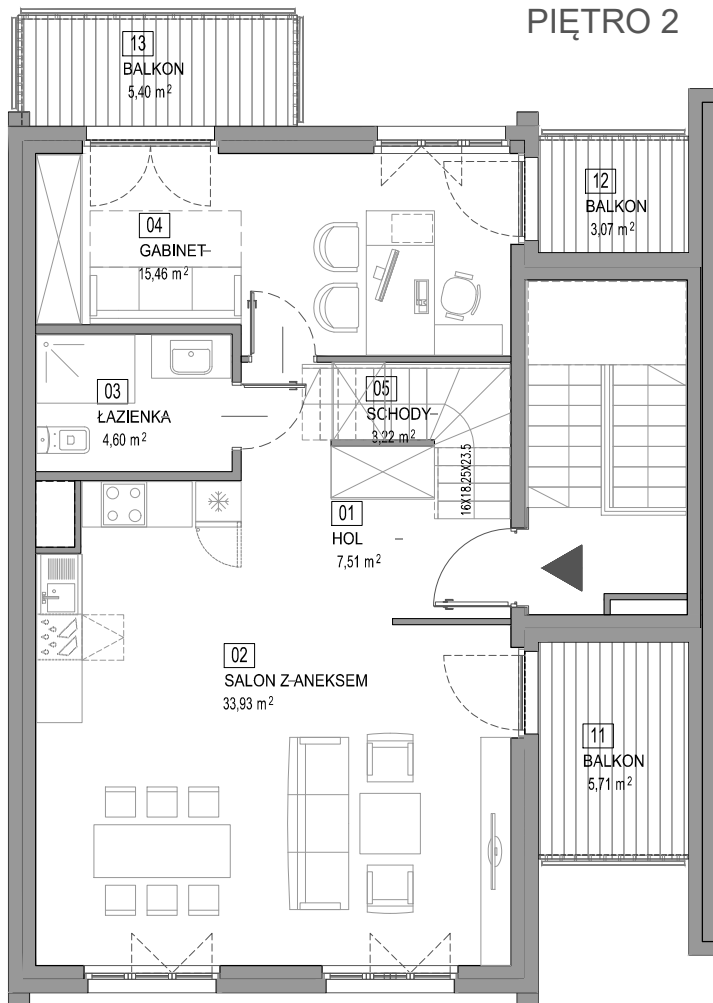 PIĘTRO 2
13
BALKON
5,40 m²
12
BALKON
3,07 m²
04
GABINET
15,46 m²
03
ŁAZIENKA
4,60 m²
05
SCHODY
3,22 m²
16X18.25X23.5
01
HOL
7,51 m²
02
SALON Z ANEKSEM
33,93 m²
11
BALKON
5,71 m²